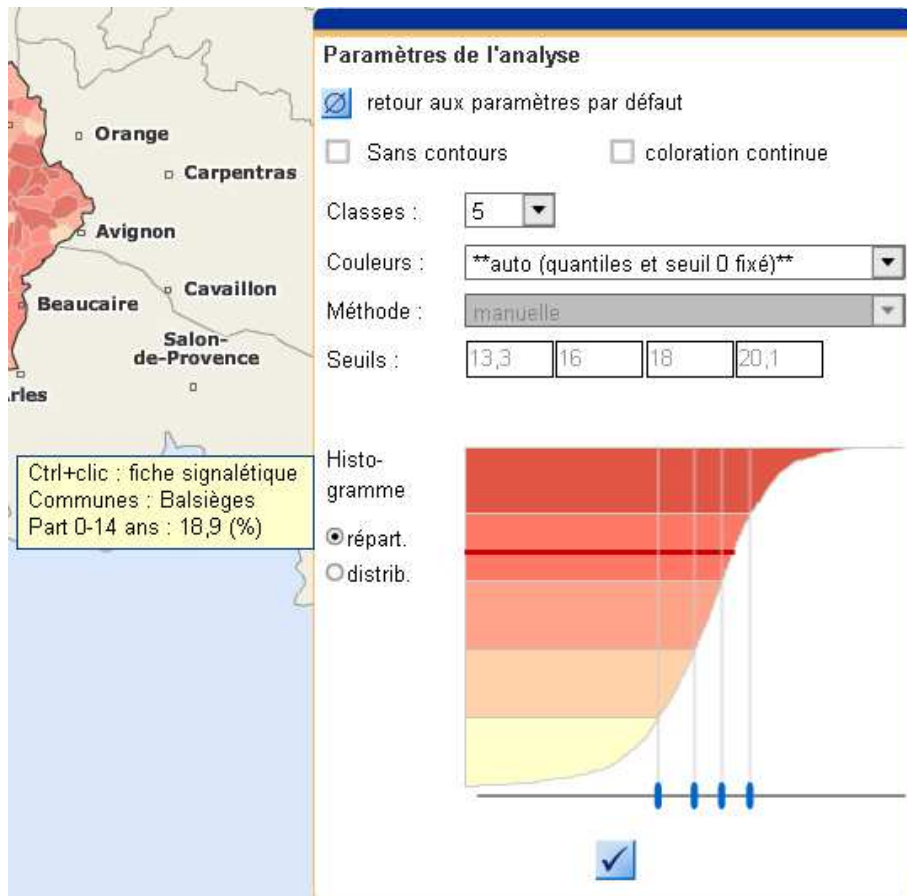 Paramètres de l'analyse
retour aux paramètres par défaut
Sans contours
coloration continue
Classes :
5
Couleurs :
**auto (quantiles et seuil 0 fixé)**
Méthode :
manuelle
Seuils :
13,3
16
18
20,1
Histo-
gramme
répart.
distrib.
Orange
Carpentras
Avignon
Cavaillon
Beaucaire
Salon-
de-Provence
Arles
Ctrl+clic : fiche signalétique
Communes : Balsièges
Part 0-14 ans : 18,9 (%)